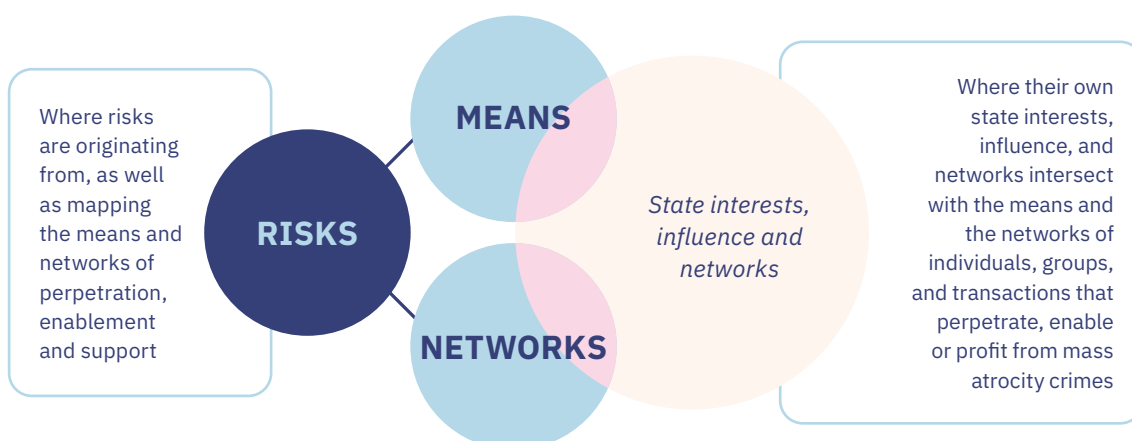 Where risks
are originating
from, as well
as mapping
the means and
networks of
perpetration,
enablement
and support
RISKS
MEANS
NETWORKS
State interests,
influence and
networks
Where their own
state interests,
influence, and
networks intersect
with the means and
the networks of
individuals, groups,
and transactions that
perpetrate, enable
or profit from mass
atrocity crimes